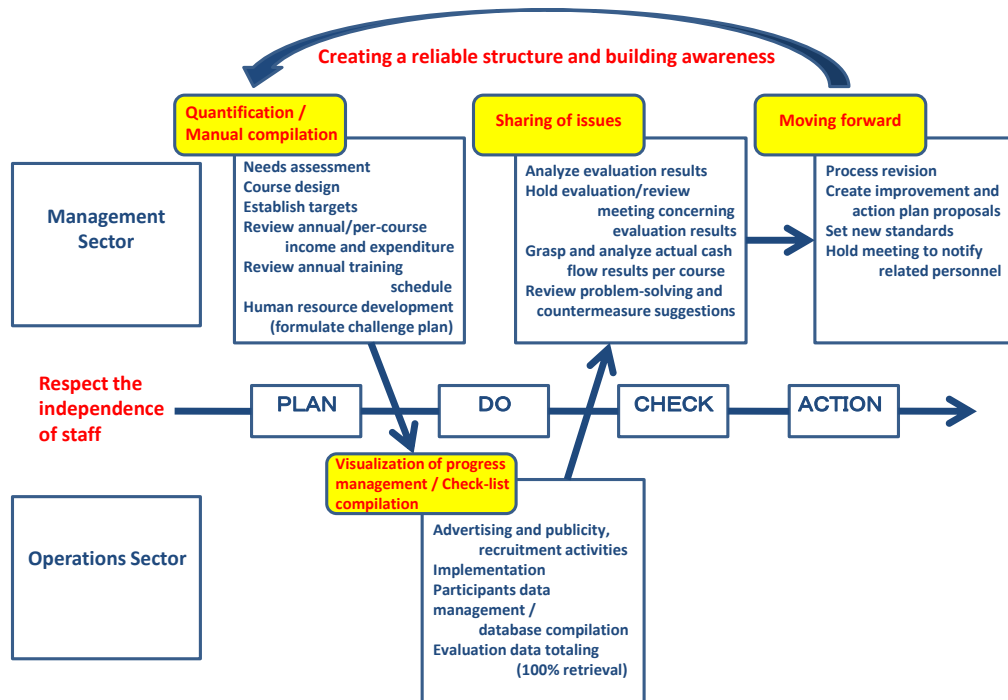 Creating a reliable structure and building awareness
Quantification /
Manual compilation
Sharing of issues
Moving forward
Management
Sector
Needs assessment
Course design
Establish targets
Review annual/per-course
income and expenditure
Review annual training
schedule
Human resource development
(formulate challenge plan)
Analyze evaluation results
Hold evaluation/review
meeting concerning
evaluation results
Grasp and analyze actual cash
flow results per course
Review problem-solving and
countermeasure suggestions
Process revision
Create improvement and
action plan proposals
Set new standards
Hold meeting to notify
related personnel
Respect the
independence
of staff
PLAN
DO
CHECK
ACTION
Visualization of progress
management / Check-list
compilation
Operations Sector
Advertising and publicity,
recruitment activities
Implementation
Participants data
management /
database compilation
Evaluation data totaling
(100% retrieval)